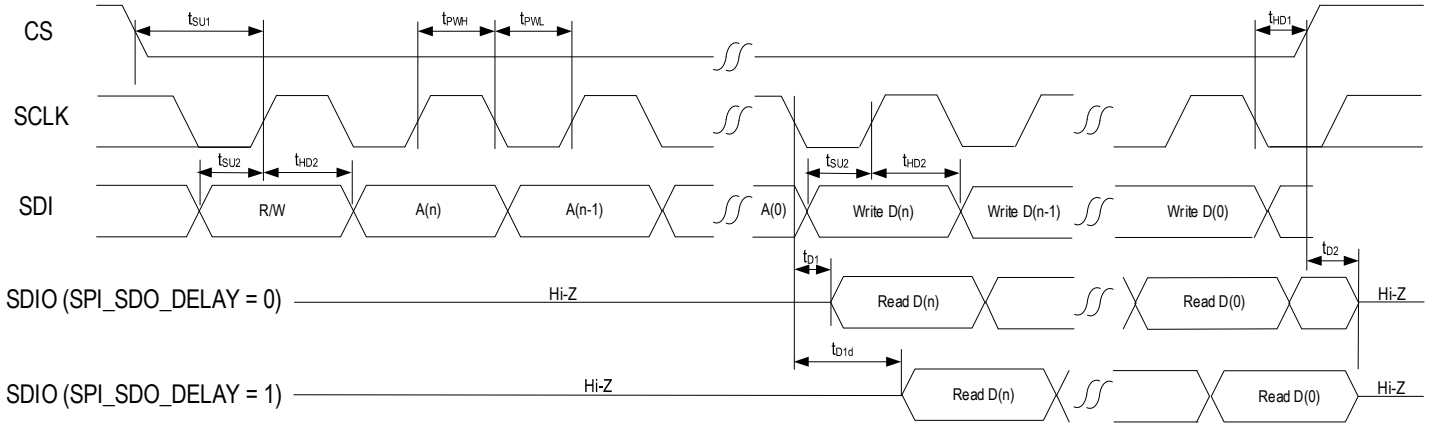 CS tSU1 tPWH tPWL tHD1
SCLK
tSU2 tHD2 tSU2 tHD2
SDI R/W A(n) A(n-1) A(0) Write D(n) Write D(n-1) Write D(0)
tD1 tD2
SDIO (SPI_SDO_DELAY = 0) Hi-Z Read D(n) Read D(0) Hi-Z
tD1d
SDIO (SPI_SDO_DELAY = 1) Hi-Z Read D(n) Read D(0) Hi-Z